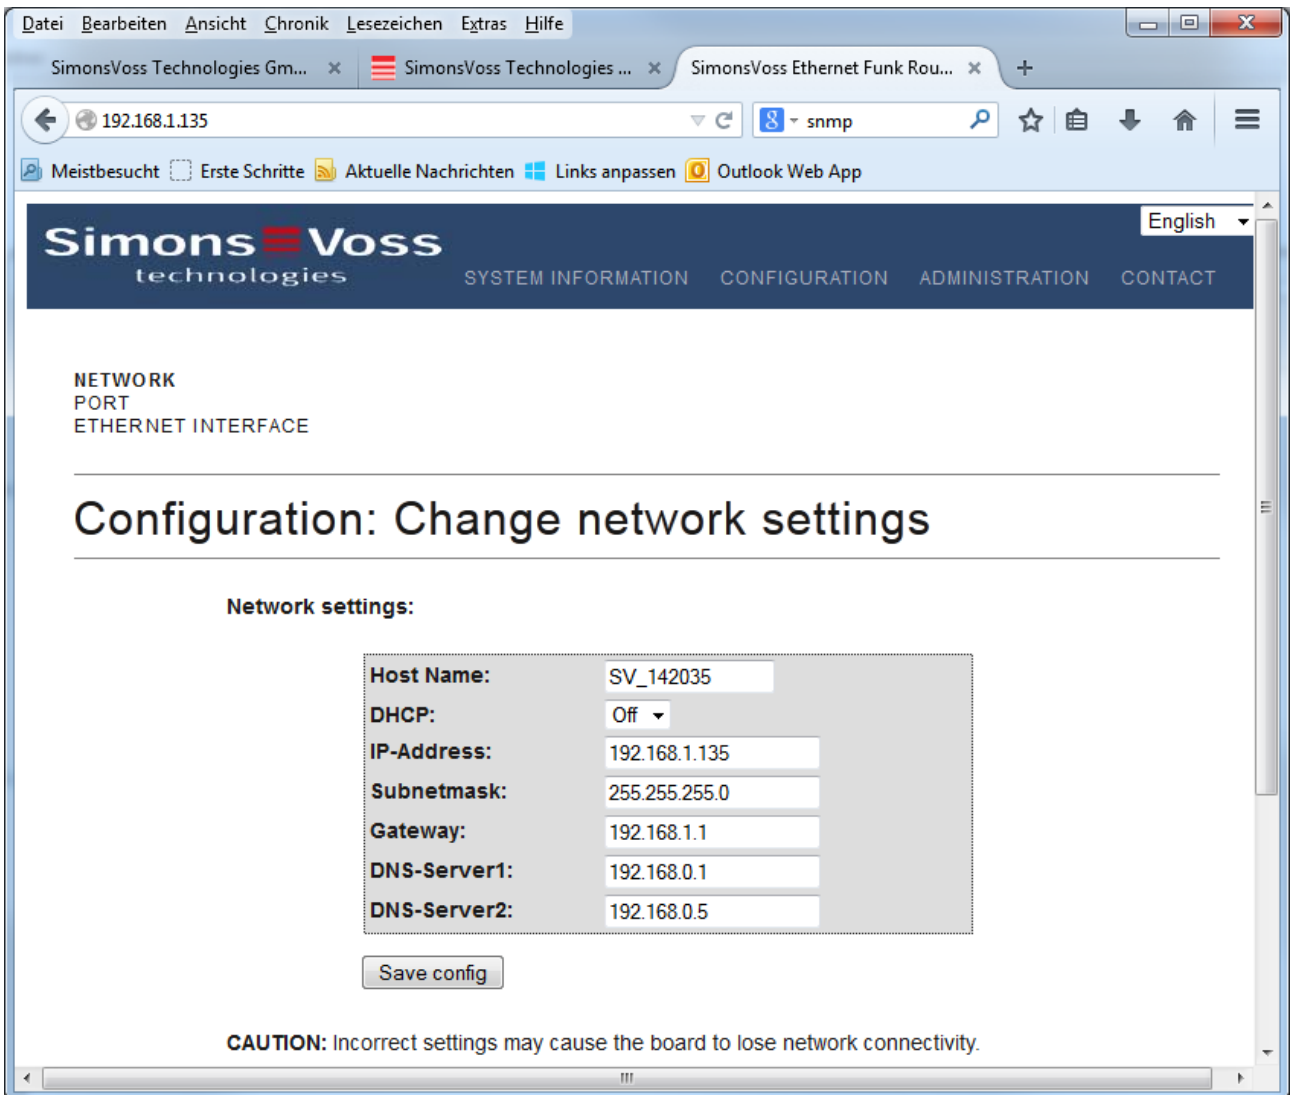 Datei Bearbeiten Ansicht Chronik Lesezeichen Extras Hilfe
SimonsVoss Technologies Gm... SimonsVoss Technologies ... SimonsVoss Ethernet Funk Rou...
192.168.1.135 8 snmp
Meistbesucht Erste Schritte Aktuelle Nachrichten Links anpassen Outlook Web App
English
Simons Voss
technologies
SYSTEM INFORMATION CONFIGURATION ADMINISTRATION CONTACT
NETWORK
PORT
ETHERNET INTERFACE
Configuration: Change network settings
Network settings:
Host Name: SV_142035
DHCP: Off
IP-Address: 192.168.1.135
Subnetmask: 255.255.255.0
Gateway: 192.168.1.1
DNS-Server1: 192.168.0.1
DNS-Server2: 192.168.0.5
Save config
CAUTION: Incorrect settings may cause the board to lose network connectivity.